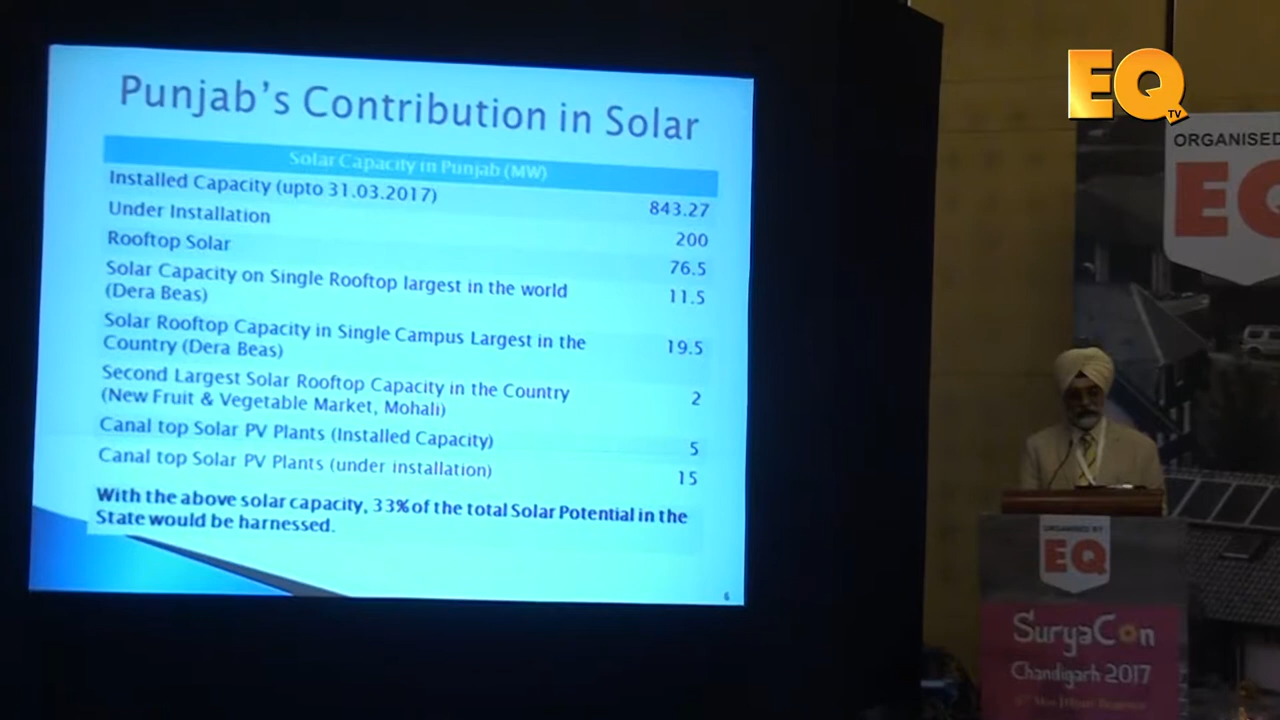 Punjab's Contribution in Solar
Solar Capacity in Punjab (MW)
Installed Capacity (upto 31.03.2017) 843.27
Under Installation 200
Rooftop Solar 76.5
Solar Capacity on Single Rooftop largest in the world
(Dera Beas) 11.5
Solar Rooftop Capacity in Single Campus Largest in the
Country (Dera Beas) 19.5
Second Largest Solar Rooftop Capacity in the Country
(New Fruit & Vegetable Market, Mohali) 2
Canal top Solar PV Plants (Installed Capacity) 5
Canal top Solar PV Plants (under installation) 15
With the above solar capacity, 33% of the total Solar Potential in the
State would be harnessed.
6
EQ
TV
ORGANISED
EQ
ORGANISED BY
EQ
SuryaCon
Chandigarh 2017